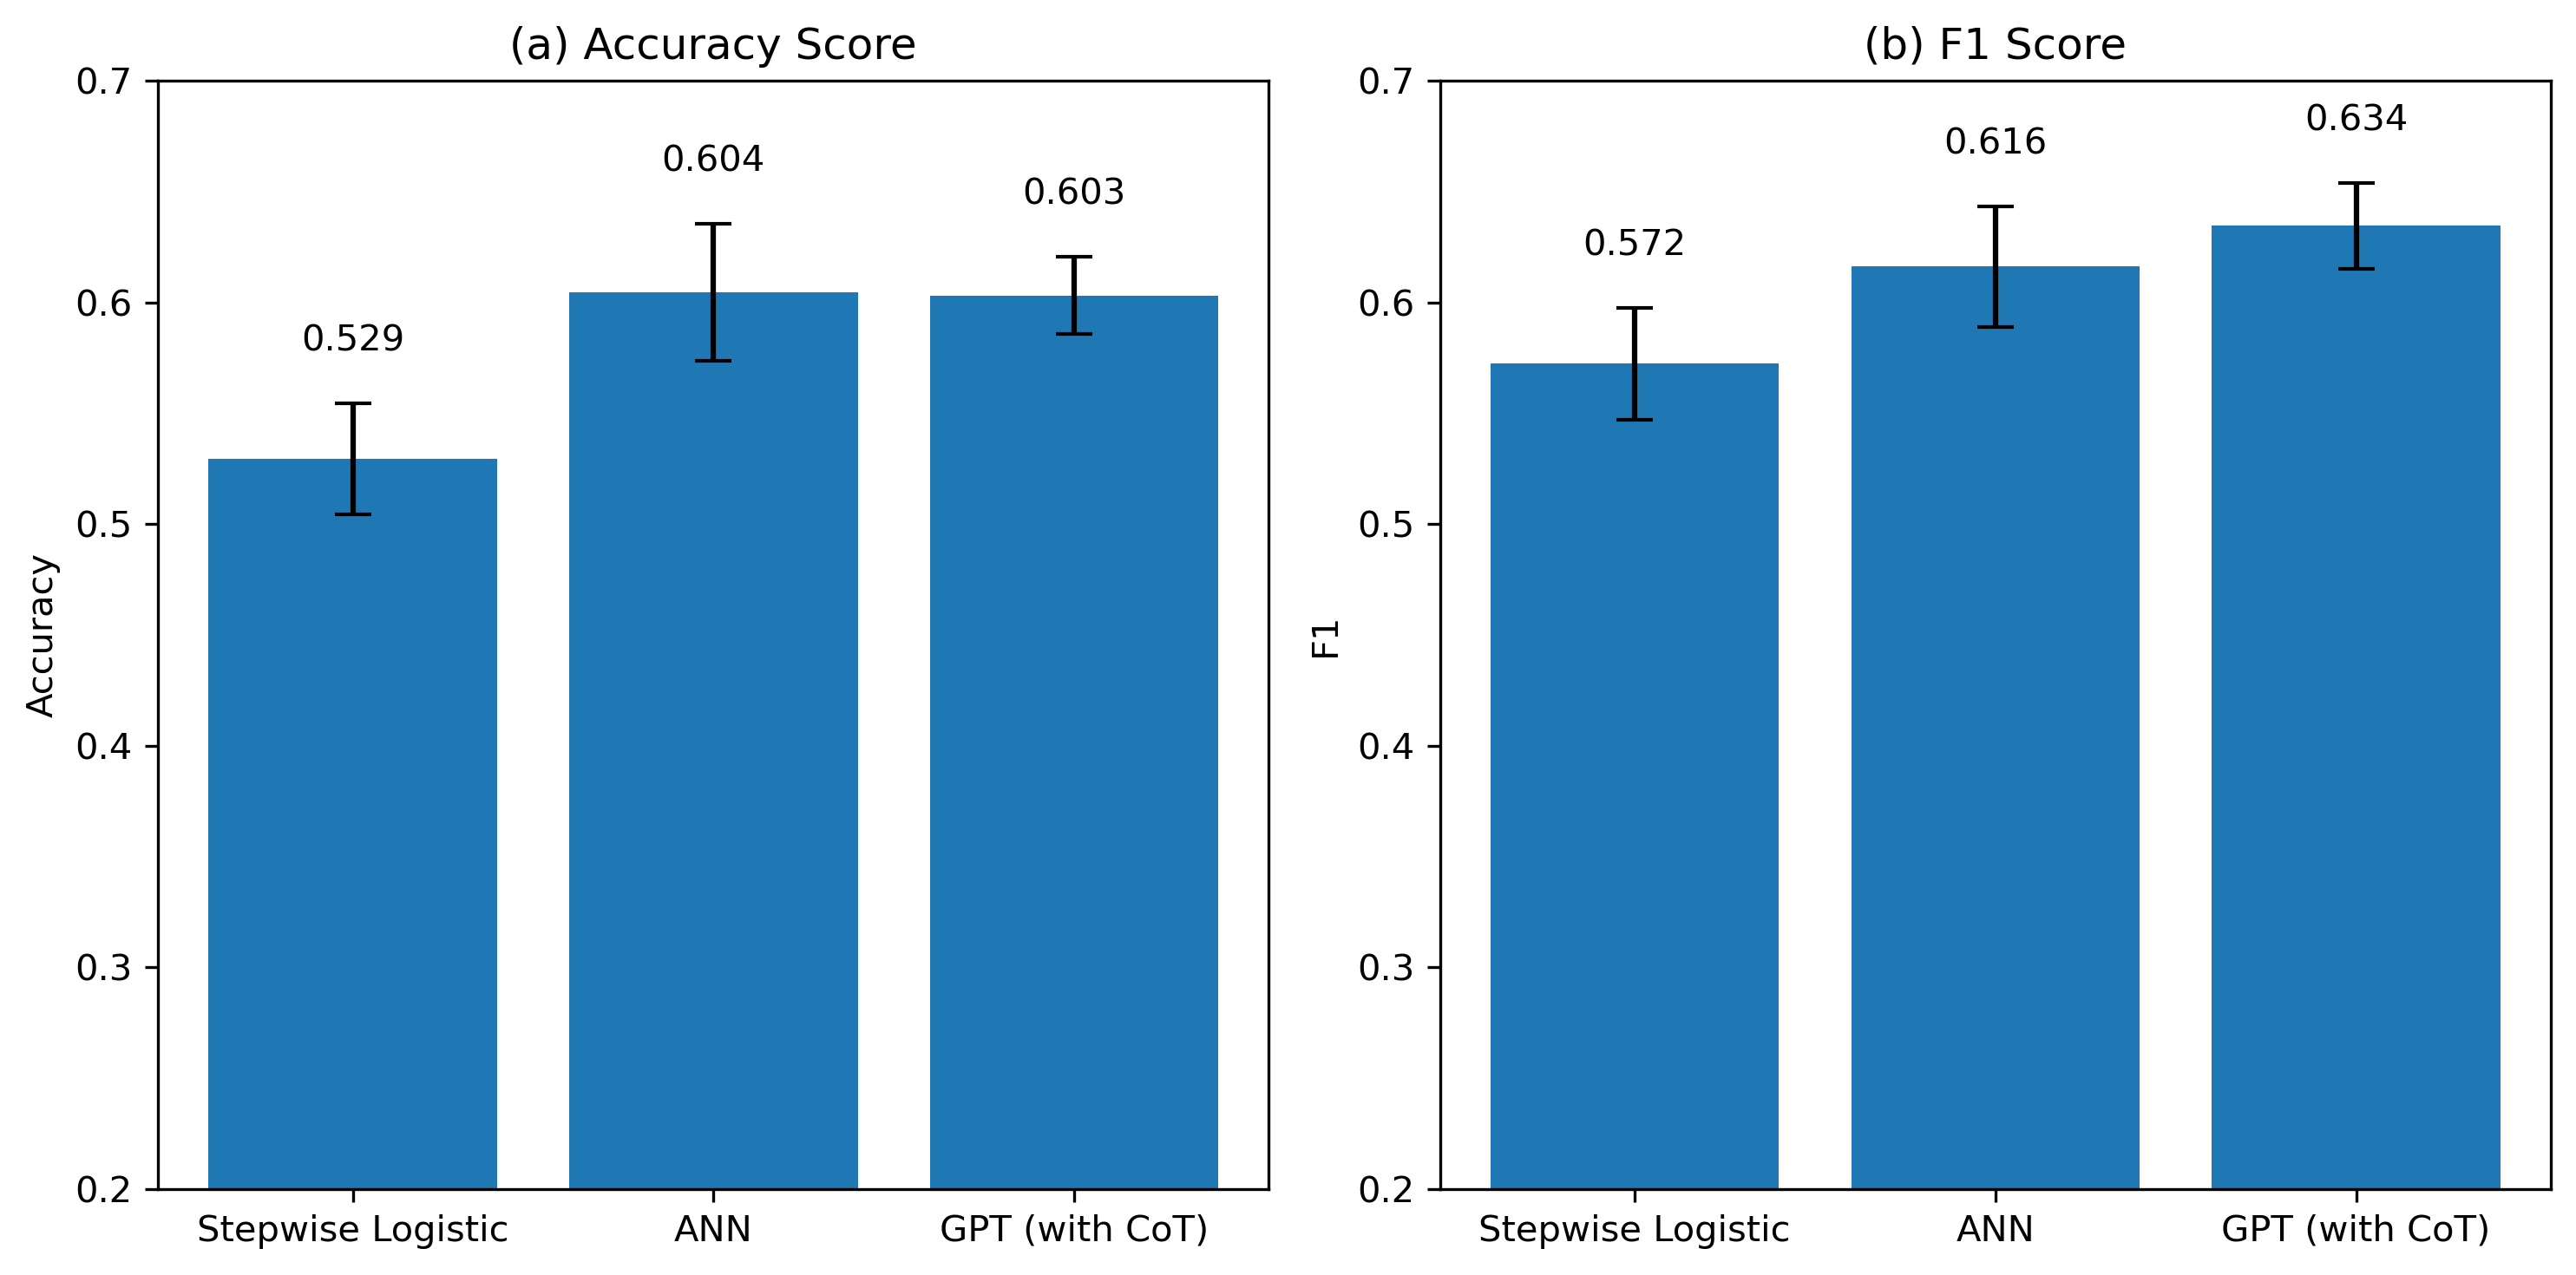 (a) Accuracy Score
0.7
0.6
0.5
0.4
0.3
0.2
Accuracy
0.529
0.604
0.603
Stepwise Logistic
ANN
GPT (with CoT)
(b) F1 Score
0.7
0.6
0.5
0.4
0.3
0.2
F1
0.572
0.616
0.634
Stepwise Logistic
ANN
GPT (with CoT)